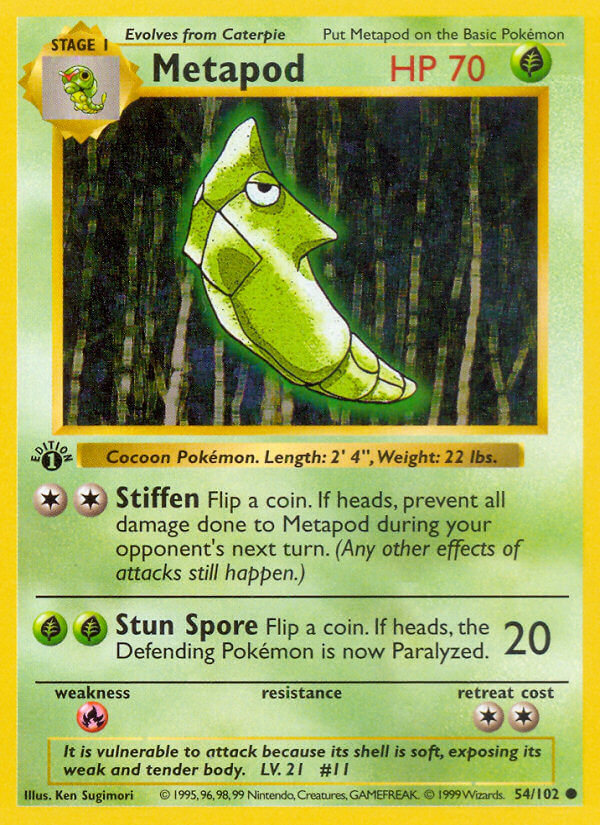 STAGE 1
Evolves from Caterpie
Put Metapod on the Basic Pokémon
Metapod
HP 70
EDITION
1
Cocoon Pokémon. Length: 2' 4", Weight: 22 lbs.
Stiffen Flip a coin. If heads, prevent all
damage done to Metapod during your
opponent's next turn. (Any other effects of
attacks still happen.)
Stun Spore Flip a coin. If heads, the
Defending Pokémon is now Paralyzed.
20
weakness
resistance
retreat cost
It is vulnerable to attack because its shell is soft, exposing its
weak and tender body. LV. 21 #11
Illus. Ken Sugimori
© 1995, 96, 98, 99 Nintendo, Creatures, GAMEFREAK. © 1999 Wizards.
54/102